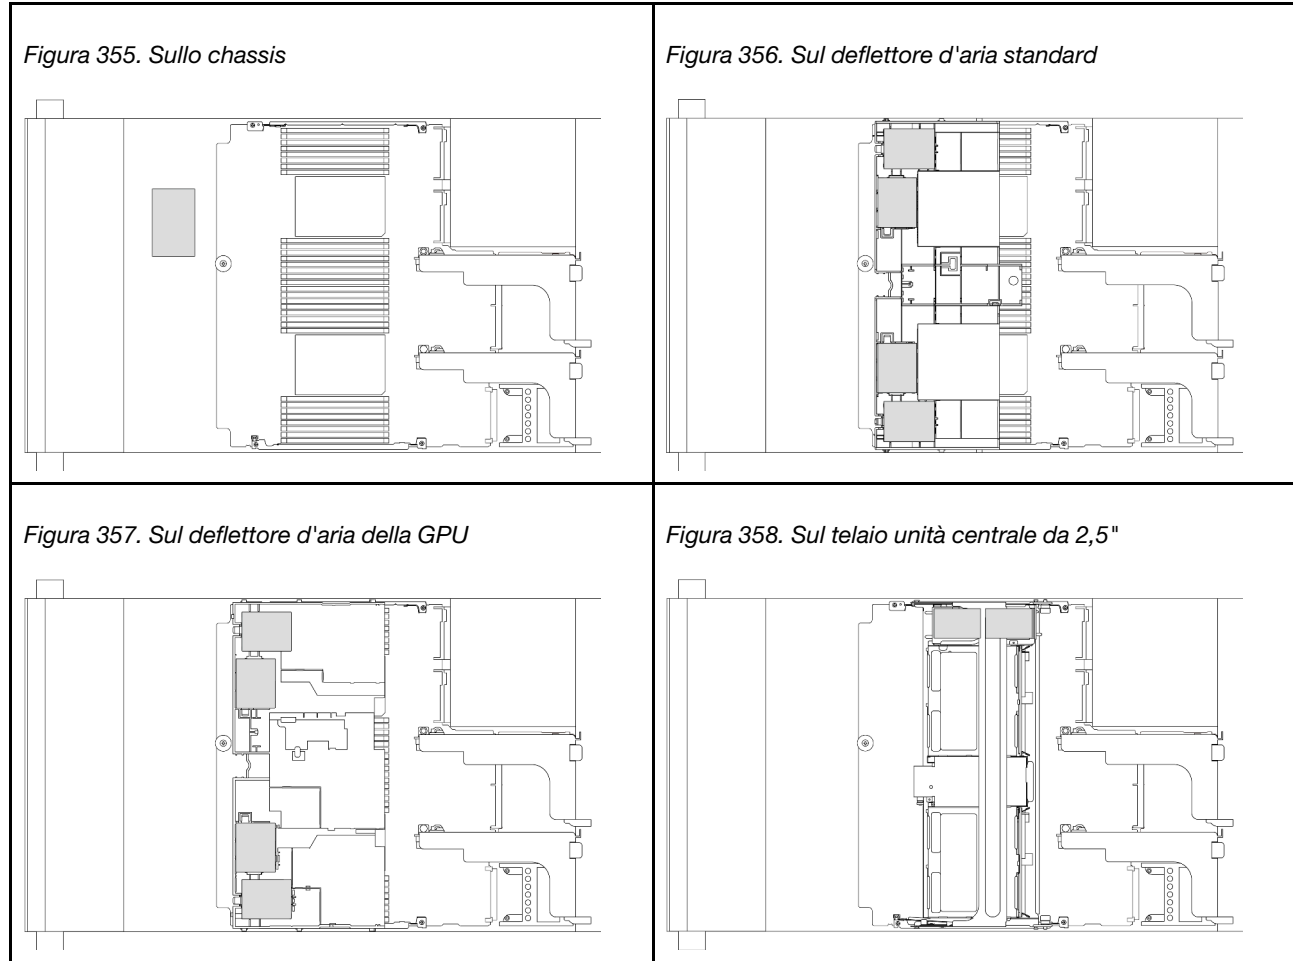 Figura 355. Sullo chassis
Figura 356. Sul deflettore d'aria standard
Figura 357. Sul deflettore d'aria della GPU
Figura 358. Sul telaio unità centrale da 2,5"